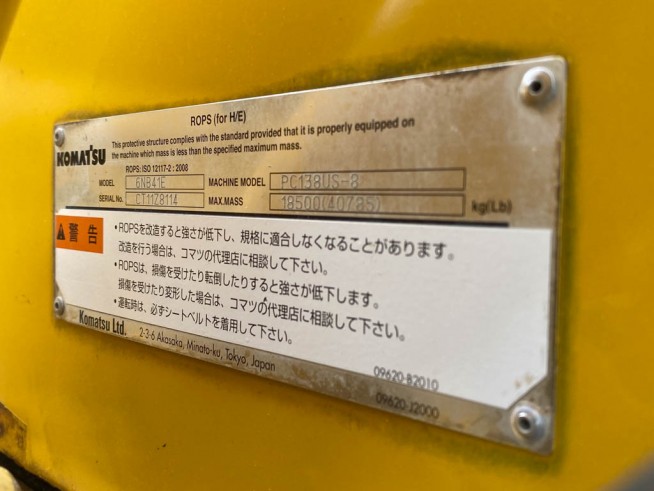 ROPS (for H/E)
KOMATSU
This protective structure complies with the standard provided that it is properly equipped on
the machine which mass is less than the specified maximum mass.
ROPS: ISO 12117-2 : 2008
MODEL 6NB41E MACHINE MODEL PC138US-8
SERIAL No. CT11Z8114 MAX.MASS 18500(40785) kg(Lb)
警告
・ROPSを改造すると強さが低下し、規格に適合しなくなることがあります。
改造を行う場合は、コマツの代理店に相談して下さい。
・ROPSは、損傷を受けたり転倒したりすると強さが低下します。
損傷を受けたり変形した場合は、コマツの代理店に相談して下さい。
・運転時は、必ずシートベルトを着用して下さい。
Komatsu Ltd. 2-3-6 Akasaka, Minato-ku, Tokyo, Japan
09620-B2010
09620-J2000